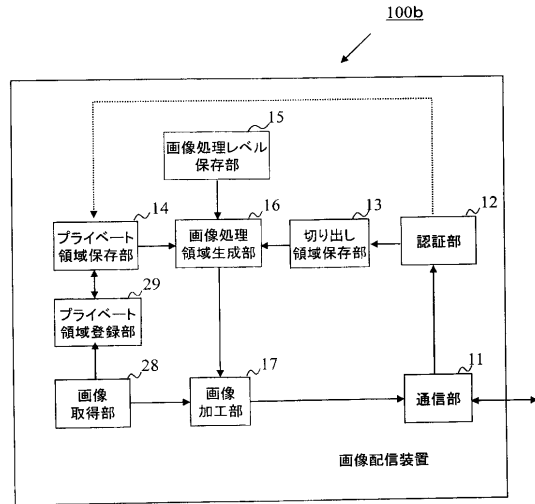 100b
15
画像処理レベル
保存部
14
プライベート
領域保存部
16
画像処理
領域生成部
13
切り出し
領域保存部
12
認証部
29
プライベート
領域登録部
28
画像
取得部
17
画像
加工部
11
通信部
画像配信装置